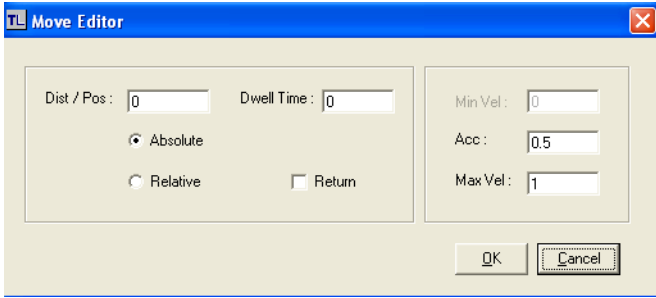 TL Move Editor
Dist / Pos : 0 Dwell Time : 0 Min Vel : 0
Absolute Acc : 0.5
Relative Return Max Vel : 1
OK Cancel